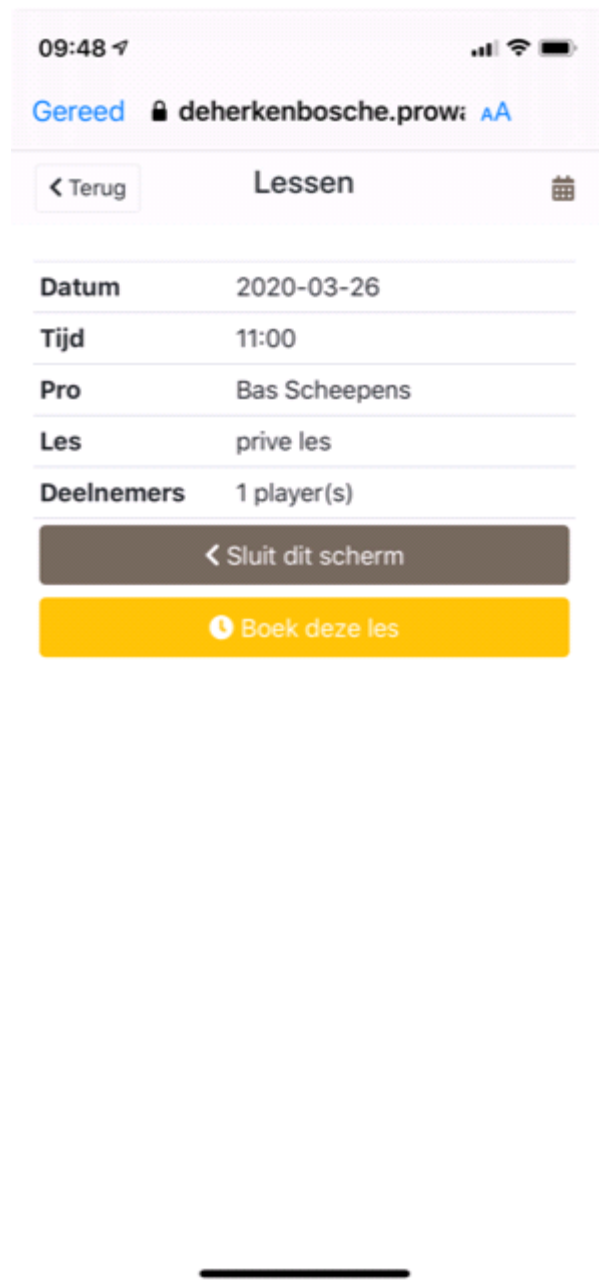 09:48
Gereed deherkenbosche.prowa AA
Terug Lessen
Datum 2020-03-26
Tijd 11:00
Pro Bas Scheepens
Les prive les
Deelnemers 1 player(s)
Sluit dit scherm
Boek deze les